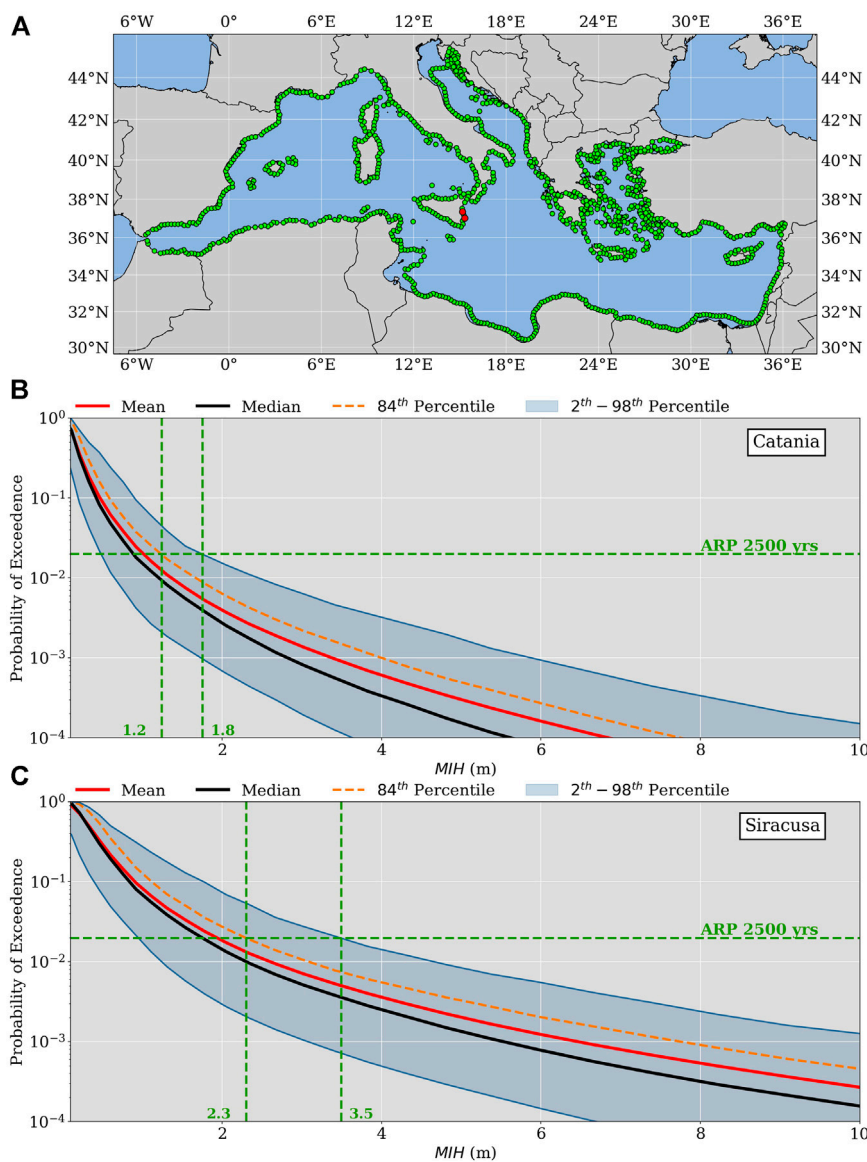 A
6°W 0° 6°E 12°E 18°E 24°E 30°E 36°E
44°N 44°N
42°N 42°N
40°N 40°N
38°N 38°N
36°N 36°N
34°N 34°N
32°N 32°N
30°N 30°N
6°W 0° 6°E 12°E 18°E 24°E 30°E 36°E
B
Mean Median 84th Percentile 2th − 98th Percentile
100
Catania
10−1
ARP 2500 yrs
10−2
10−3
10−4
Probability of Exceedence
1.2 1.8
2 4 6 8 10
MIH (m)
C
Mean Median 84th Percentile 2th − 98th Percentile
100
Siracusa
10−1
ARP 2500 yrs
10−2
10−3
10−4
Probability of Exceedence
2.3 3.5
2 4 6 8 10
MIH (m)